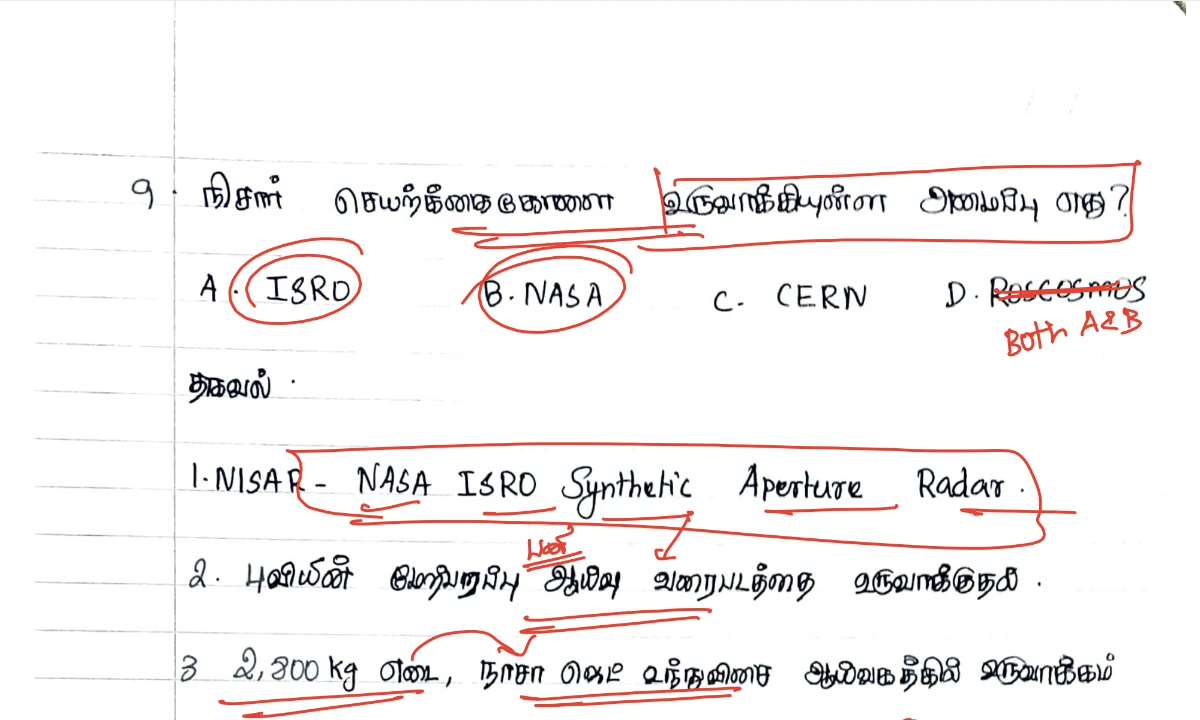 9. நிசார் செயற்க்கைகோளை உருவாக்கியுள்ள அமைப்பு எது?
A. ISRO B. NASA C. CERN D. Roscosmos
Both A&B
தகவல்.
1. NISAR - NASA ISRO Synthetic Aperture Radar.
பனி
2. புவியின் மேற்பரப்பு ஆய்வு வரைபடத்தை உருவாக்குதல்.
3 2,800 kg எடை, நாசா ஜெட் உந்துவிசை ஆய்வகத்தில் உருவாக்கம்